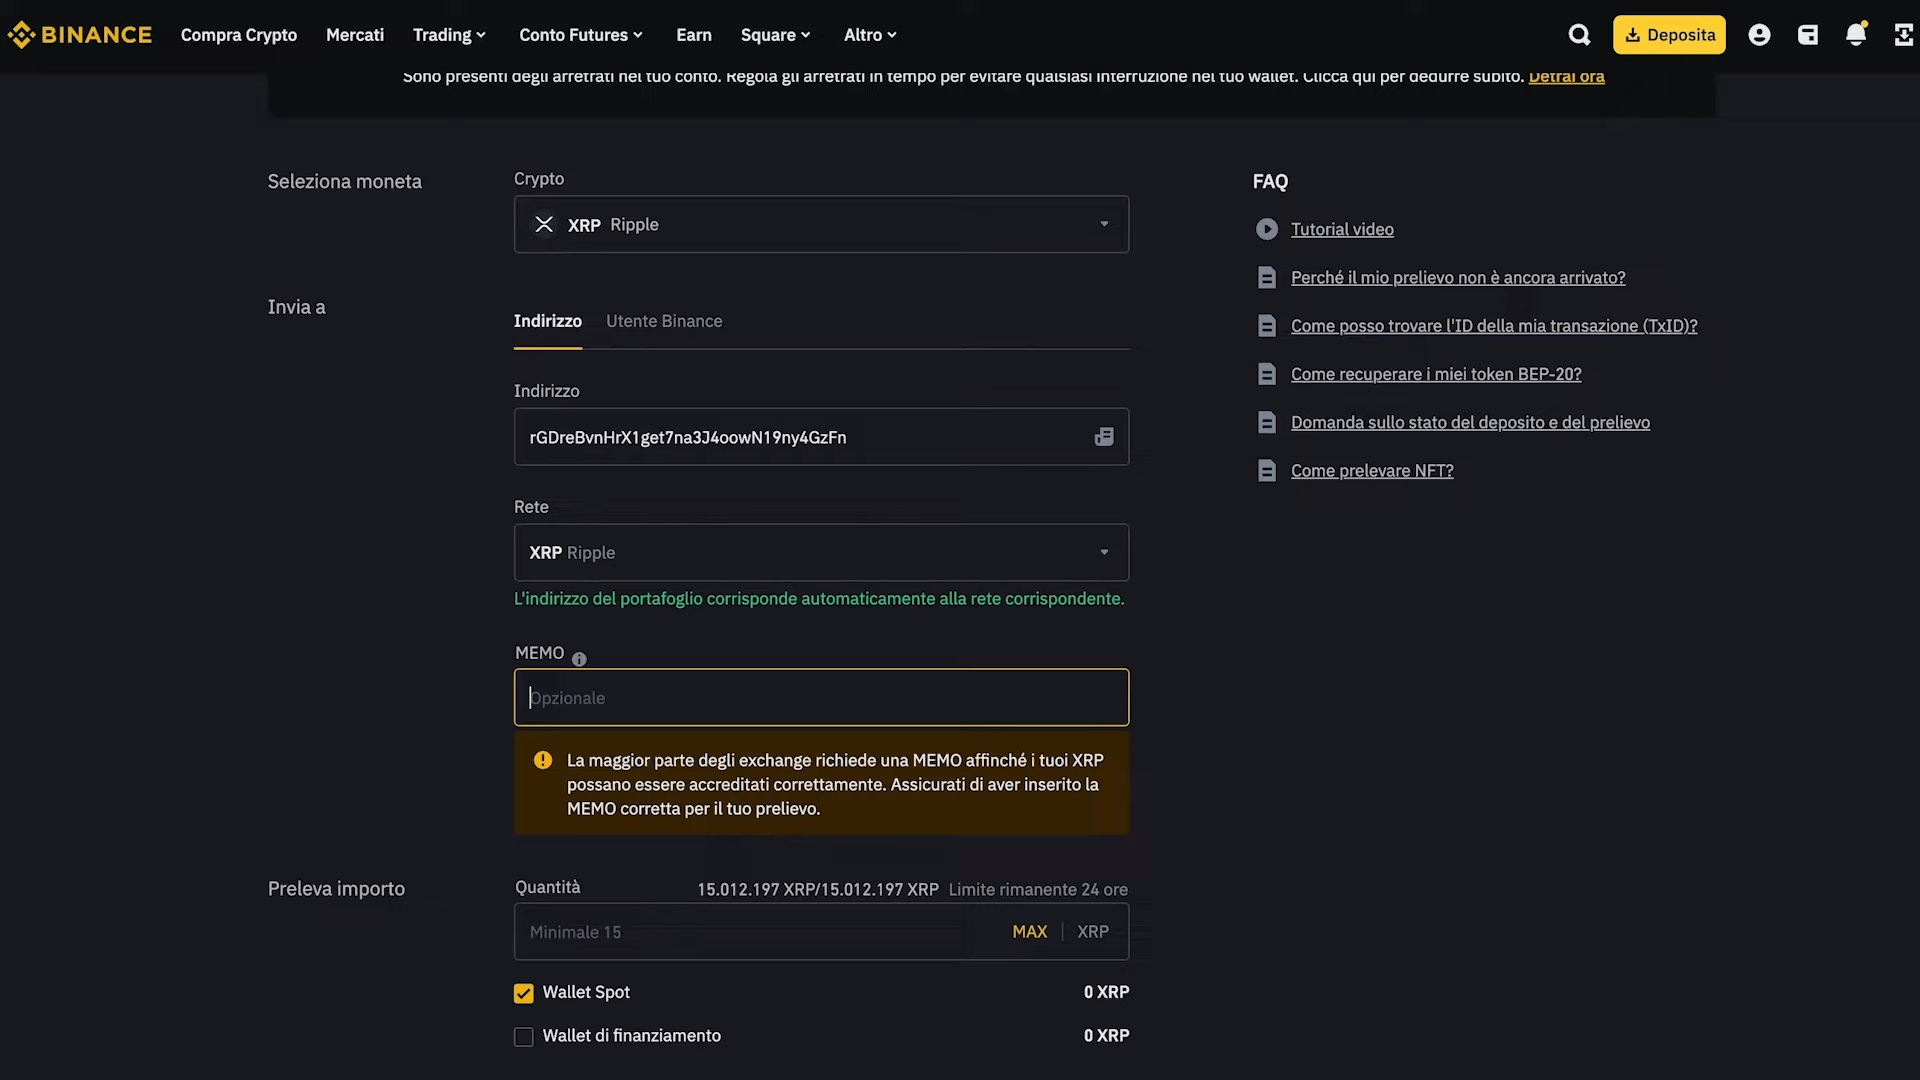 BINANCE
Compra Crypto
Mercati
Trading
Conto Futures
Earn
Square
Altro
Deposita
Sono presenti degli arretrati nel tuo conto. Regola gli arretrati in tempo per evitare qualsiasi interruzione nel tuo wallet. Clicca qui per dedurre subito. Detrai ora
Seleziona moneta
Crypto
XRP Ripple
Invia a
Indirizzo
Utente Binance
Indirizzo
rGDreBvnHrX1get7na3J4oowN19ny4GzFn
Rete
XRP Ripple
L'indirizzo del portafoglio corrisponde automaticamente alla rete corrispondente.
MEMO
Opzionale
La maggior parte degli exchange richiede una MEMO affinché i tuoi XRP
possano essere accreditati correttamente. Assicurati di aver inserito la
MEMO corretta per il tuo prelievo.
Preleva importo
Quantità
15.012.197 XRP/15.012.197 XRP Limite rimanente 24 ore
Minimale 15
MAX
XRP
Wallet Spot
0 XRP
Wallet di finanziamento
0 XRP
FAQ
Tutorial video
Perché il mio prelievo non è ancora arrivato?
Come posso trovare l'ID della mia transazione (TxID)?
Come recuperare i miei token BEP-20?
Domanda sullo stato del deposito e del prelievo
Come prelevare NFT?